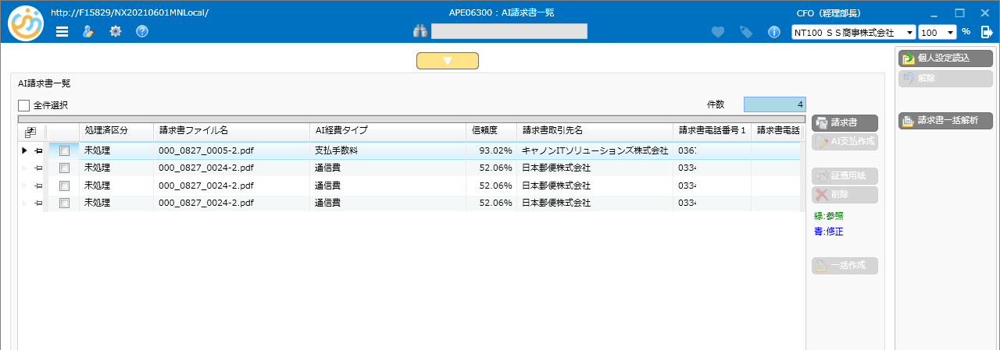 http://F15829/NX20210601MNLocal/ APE06300 : AI請求書一覧 CFO（経理部長）
NT100 ＳＳ商事株式会社 100 %
個人設定読込
解除
請求書一括解析
AI請求書一覧
全件選択 件数 4
処理済区分 請求書ファイル名 AI経費タイプ 信頼度 請求書取引先名 請求書電話番号１ 請求書電話
未処理 000_0827_0005-2.pdf 支払手数料 93.02% キヤノンITソリューションズ株式会社 0367
未処理 000_0827_0024-2.pdf 通信費 52.06% 日本郵便株式会社 0334
未処理 000_0827_0024-2.pdf 通信費 52.06% 日本郵便株式会社 0334
未処理 000_0827_0024-2.pdf 通信費 52.06% 日本郵便株式会社 0334
請求書
AI支払作成
証憑用紙
削除
緑:参照
青:修正
一括作成